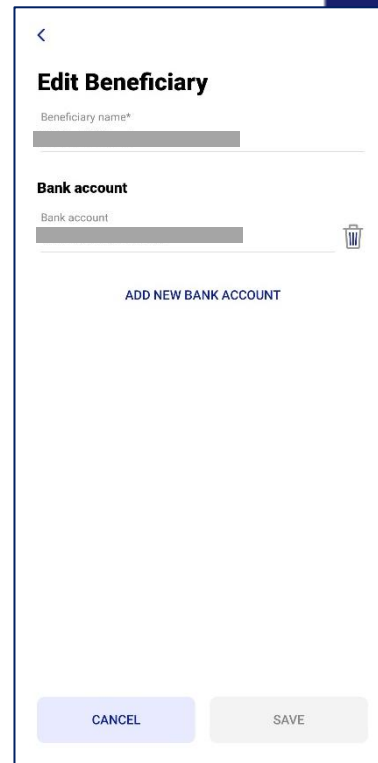 Edit Beneficiary
Beneficiary name*
Bank account
Bank account
ADD NEW BANK ACCOUNT
CANCEL
SAVE